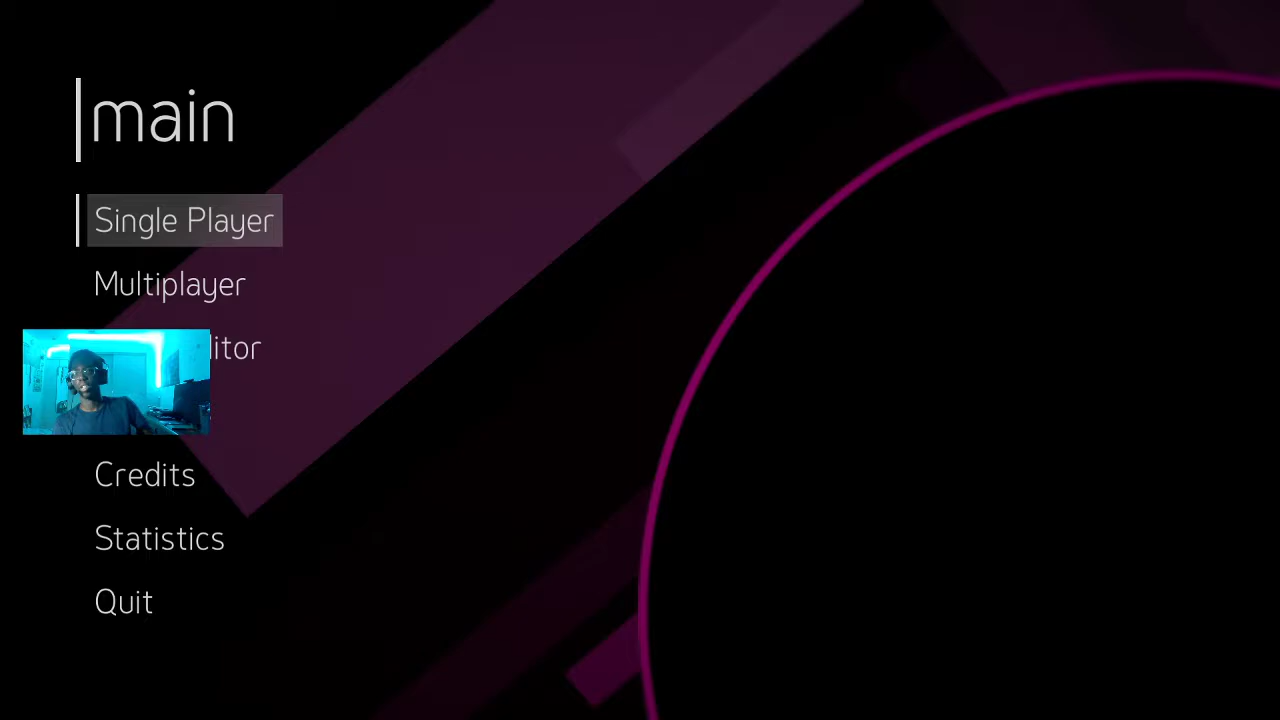 main
Single Player
Multiplayer
itor
Credits
Statistics
Quit